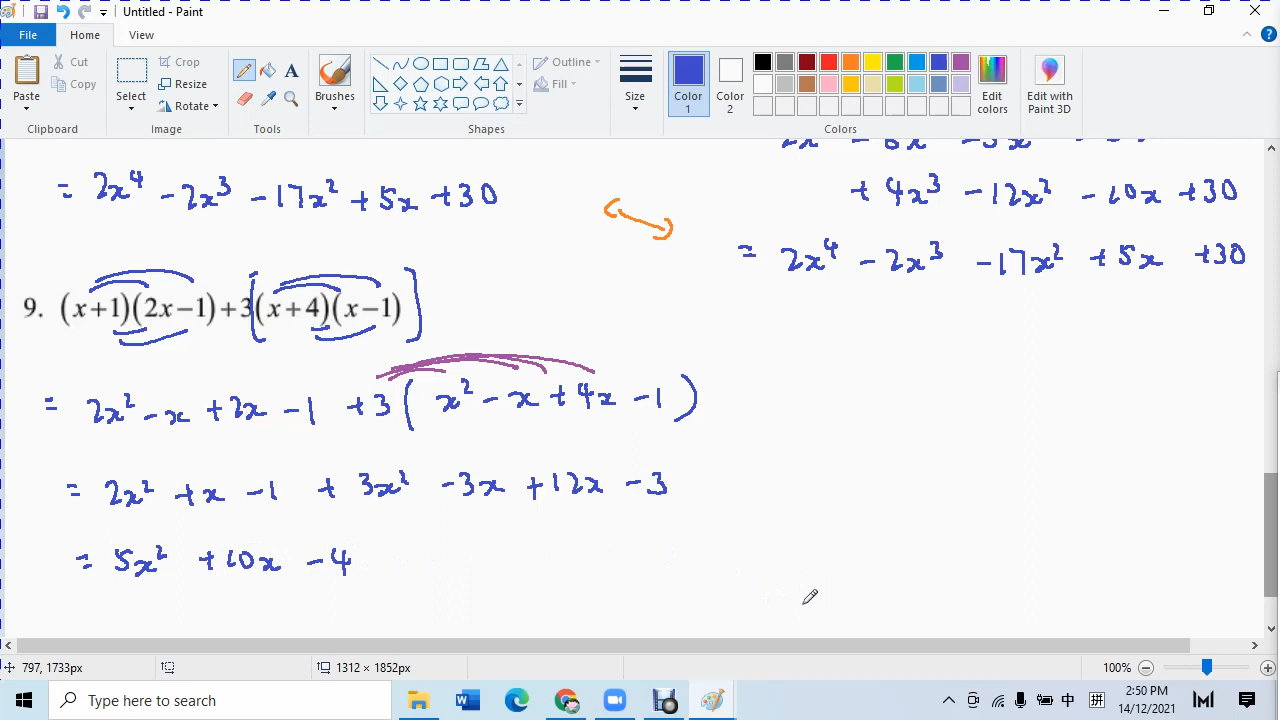 Untitled - Paint
File Home View
Paste Cut Copy Clipboard
Select Crop Resize Rotate Image
Tools
Brushes
Outline Fill Shapes
Size
Color 1 Color 2 Edit colors Colors
Edit with Paint 3D
= 2x⁴ - 2x³ - 17x² + 5x + 30
+ 4x³ - 12x² - 10x + 30
= 2x⁴ - 2x³ - 17x² + 5x + 30
9. (x+1)(2x−1)+3[(x+4)(x−1)]
= 2x² - x + 2x - 1 + 3(x² - x + 4x - 1)
= 2x² + x - 1 + 3x² - 3x + 12x - 3
= 5x² + 10x - 4
797, 1733px 1312 × 1852px 100%
Type here to search
中 拼 2:50 PM
14/12/2021